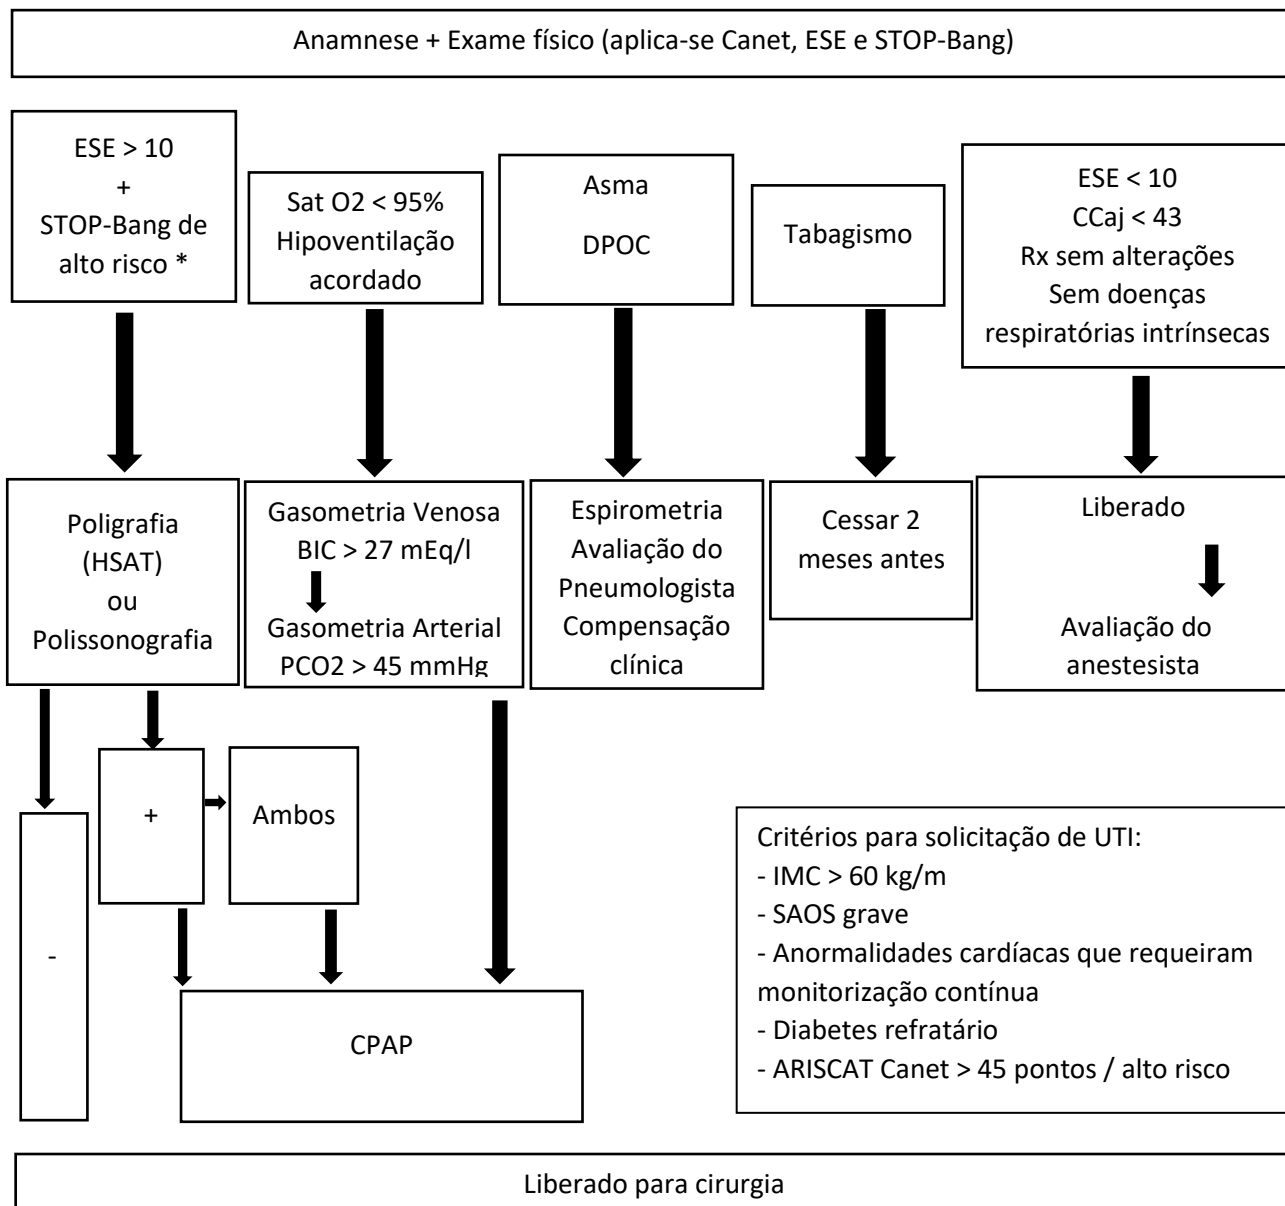 Anamnese + Exame físico (aplica-se Canet, ESE e STOP-Bang)
ESE > 10
+
STOP-Bang de
alto risco *
Sat O2 < 95%
Hipoventilação
acordado
Asma
DPOC
Tabagismo
ESE < 10
CCaj < 43
Rx sem alterações
Sem doenças
respiratórias intrínsecas
Poligrafia
(HSAT)
ou
Polissonografia
Gasometria Venosa
BIC > 27 mEq/l
Gasometria Arterial
PCO2 > 45 mmHg
Espirometria
Avaliação do
Pneumologista
Compensação
clínica
Cessar 2
meses antes
Liberado
Avaliação do
anestesista
-
+
Ambos
CPAP
Critérios para solicitação de UTI:
- IMC > 60 kg/m
- SAOS grave
- Anormalidades cardíacas que requeiram
monitorização contínua
- Diabetes refratário
- ARISCAT Canet > 45 pontos / alto risco
Liberado para cirurgia